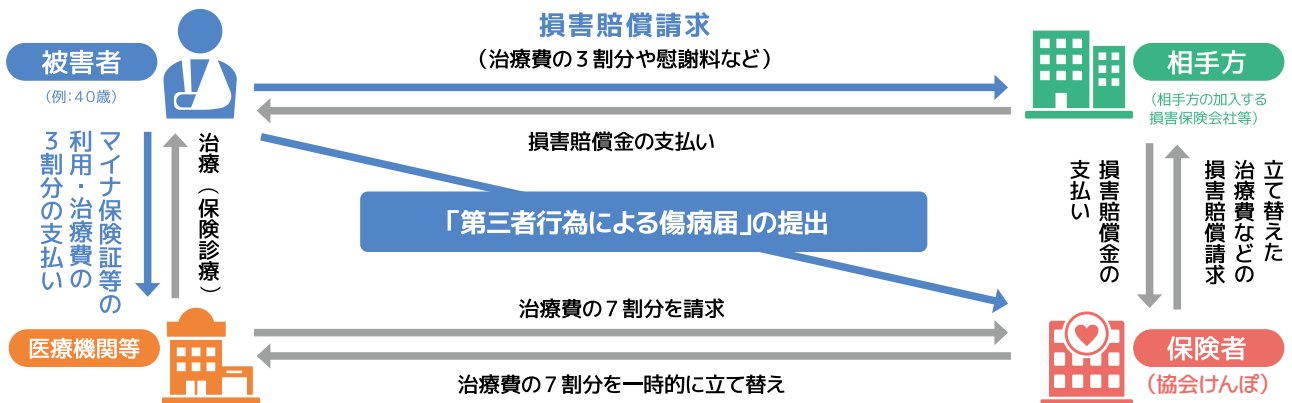 損害賠償請求
（治療費の３割分や慰謝料など）
被害者
（例：４０歳）
相手方
（相手方の加入する
損害保険会社等）
損害賠償金の支払い
マイナ保険証等の
利用・治療費の
３割分の支払い
治療（保険診療）
「第三者行為による傷病届」の提出
損害賠償金の
支払い
立て替えた
治療費などの
損害賠償請求
治療費の７割分を請求
医療機関等
治療費の７割分を一時的に立て替え
保険者
（協会けんぽ）